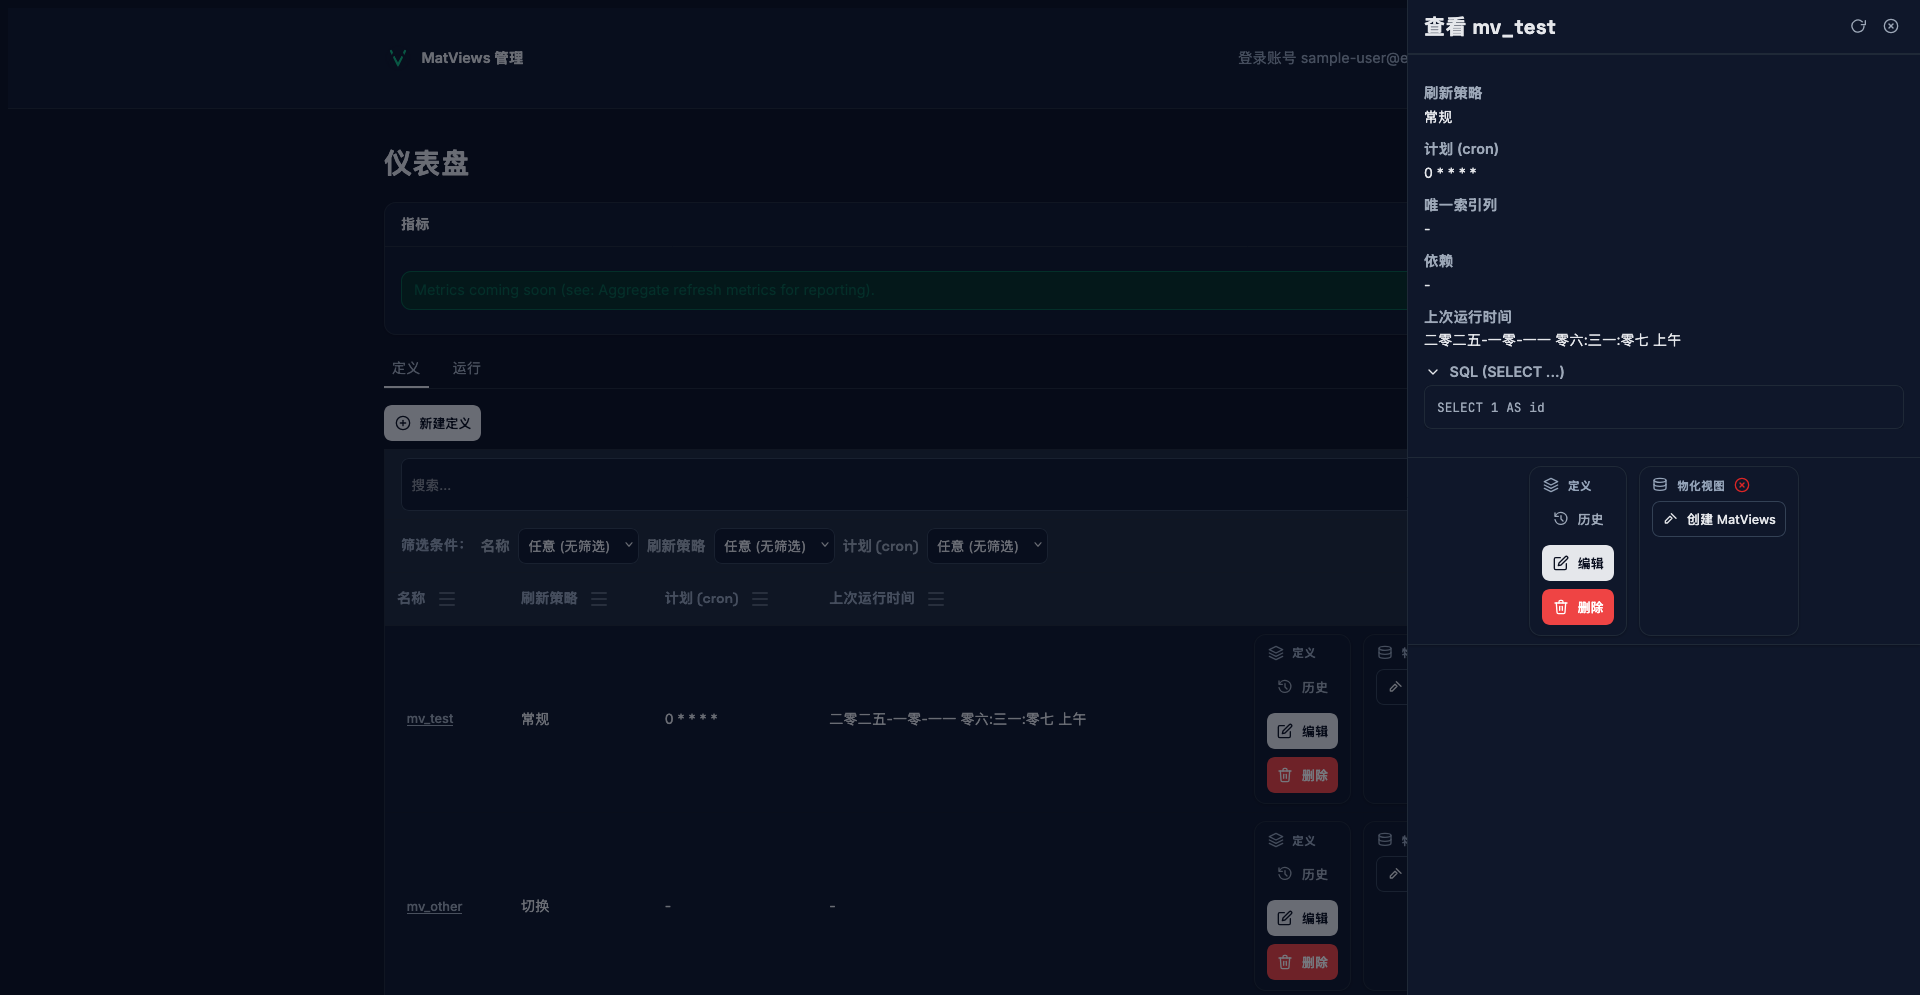 MatViews 管理
登录账号 sample-user@e
仪表盘
指标
Metrics coming soon (see: Aggregate refresh metrics for reporting).
定义 运行
新建定义
搜索...
筛选条件: 名称 任意 (无筛选) 刷新策略 任意 (无筛选) 计划 (cron) 任意 (无筛选)
名称 刷新策略 计划 (cron) 上次运行时间
定义
历史
mv_test 常规 0 * * * * 二零二五-一零-一一 零六:三一:零七 上午
编辑
删除
定义
历史
mv_other 切换 - -
编辑
删除
查看 mv_test
刷新策略
常规
计划 (cron)
0 * * * *
唯一索引列
-
依赖
-
上次运行时间
二零二五-一零-一一 零六:三一:零七 上午
SQL (SELECT ...)
SELECT 1 AS id
定义
历史
编辑
删除
物化视图
创建 MatViews